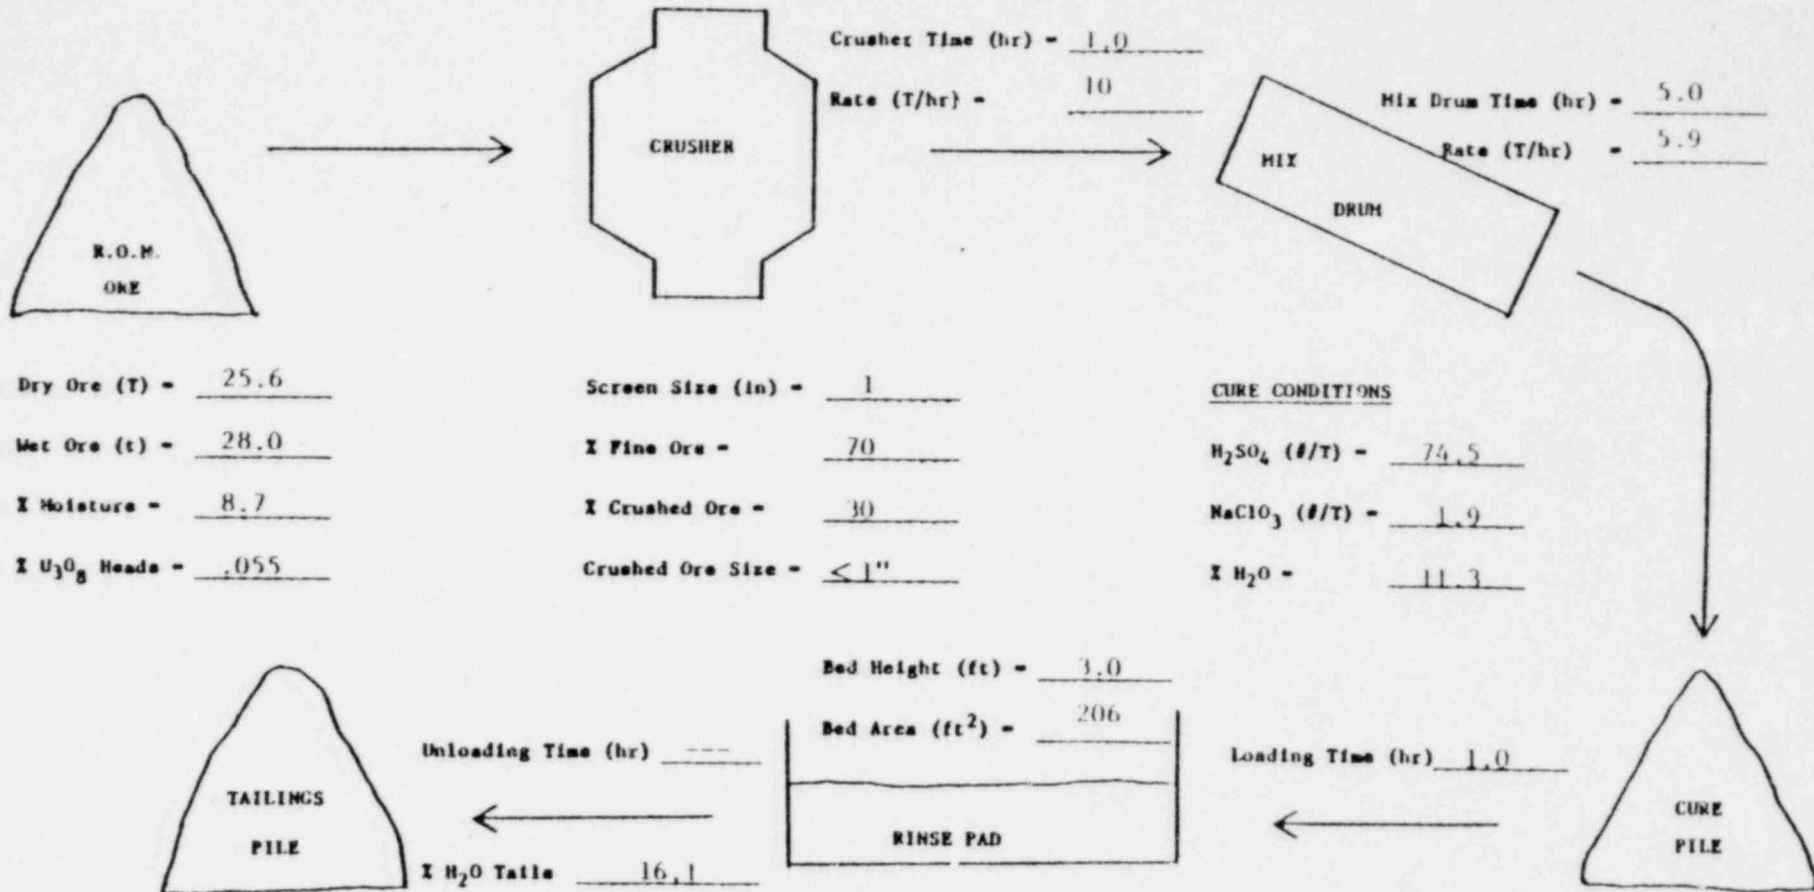 Crusher Time (hr) - 1.0
Rate (T/hr) - 10
Mix Drum Time (hr) - 5.0
Rate (T/hr) - 5.9
R.O.M.
ORE
CRUSHER
MIX
DRUM
Dry Ore (T) - 25.6
Wet Ore (t) - 28.0
% Moisture - 8.7
% U₃O₈ Heads - .055
Screen Size (in) - 1
% Fine Ore - 70
% Crushed Ore - 30
Crushed Ore Size - <1"
CURE CONDITIONS
H₂SO₄ (#/T) - 74.5
NaClO₃ (#/T) - 1.9
% H₂O - 11.3
Bed Height (ft) - 3.0
Bed Area (ft²) - 206
Unloading Time (hr) ---
Loading Time (hr) 1.0
TAILINGS
PILE
RINSE PAD
CURE
PILE
% H₂O Tails 16.1